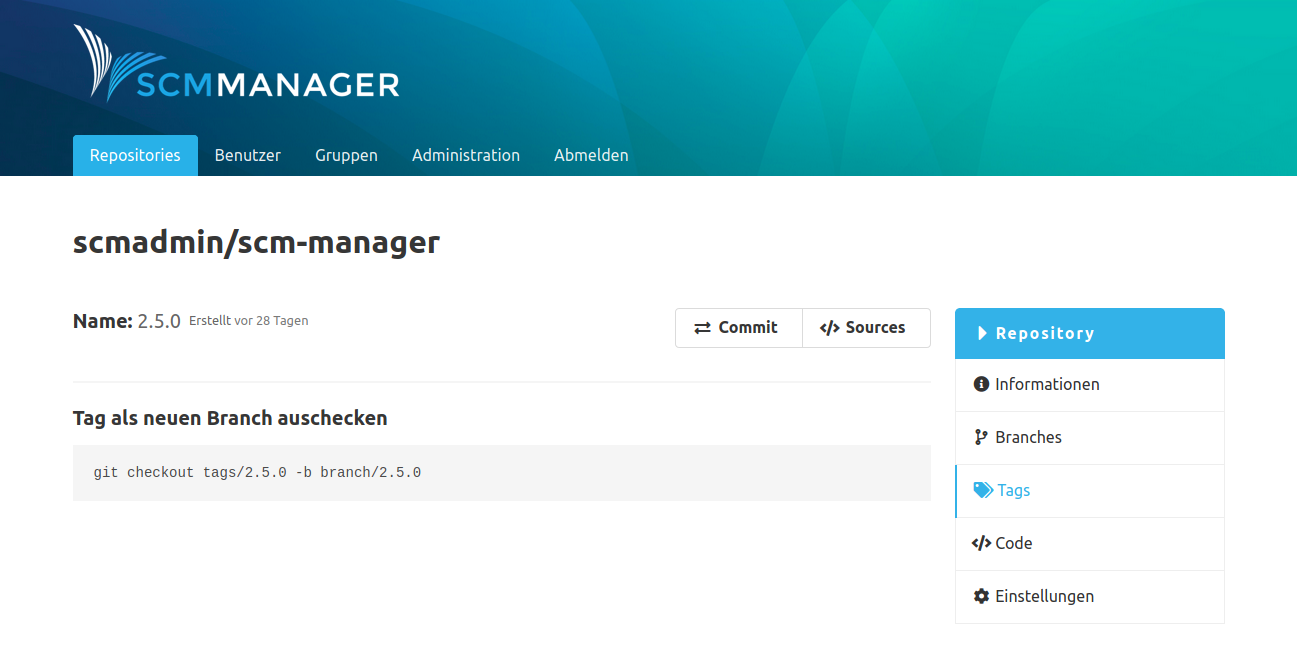 SCMMANAGER
Repositories Benutzer Gruppen Administration Abmelden
scmadmin/scm-manager
Name: 2.5.0 Erstellt vor 28 Tagen
Commit Sources
Tag als neuen Branch auschecken
git checkout tags/2.5.0 -b branch/2.5.0
Repository
Informationen
Branches
Tags
Code
Einstellungen